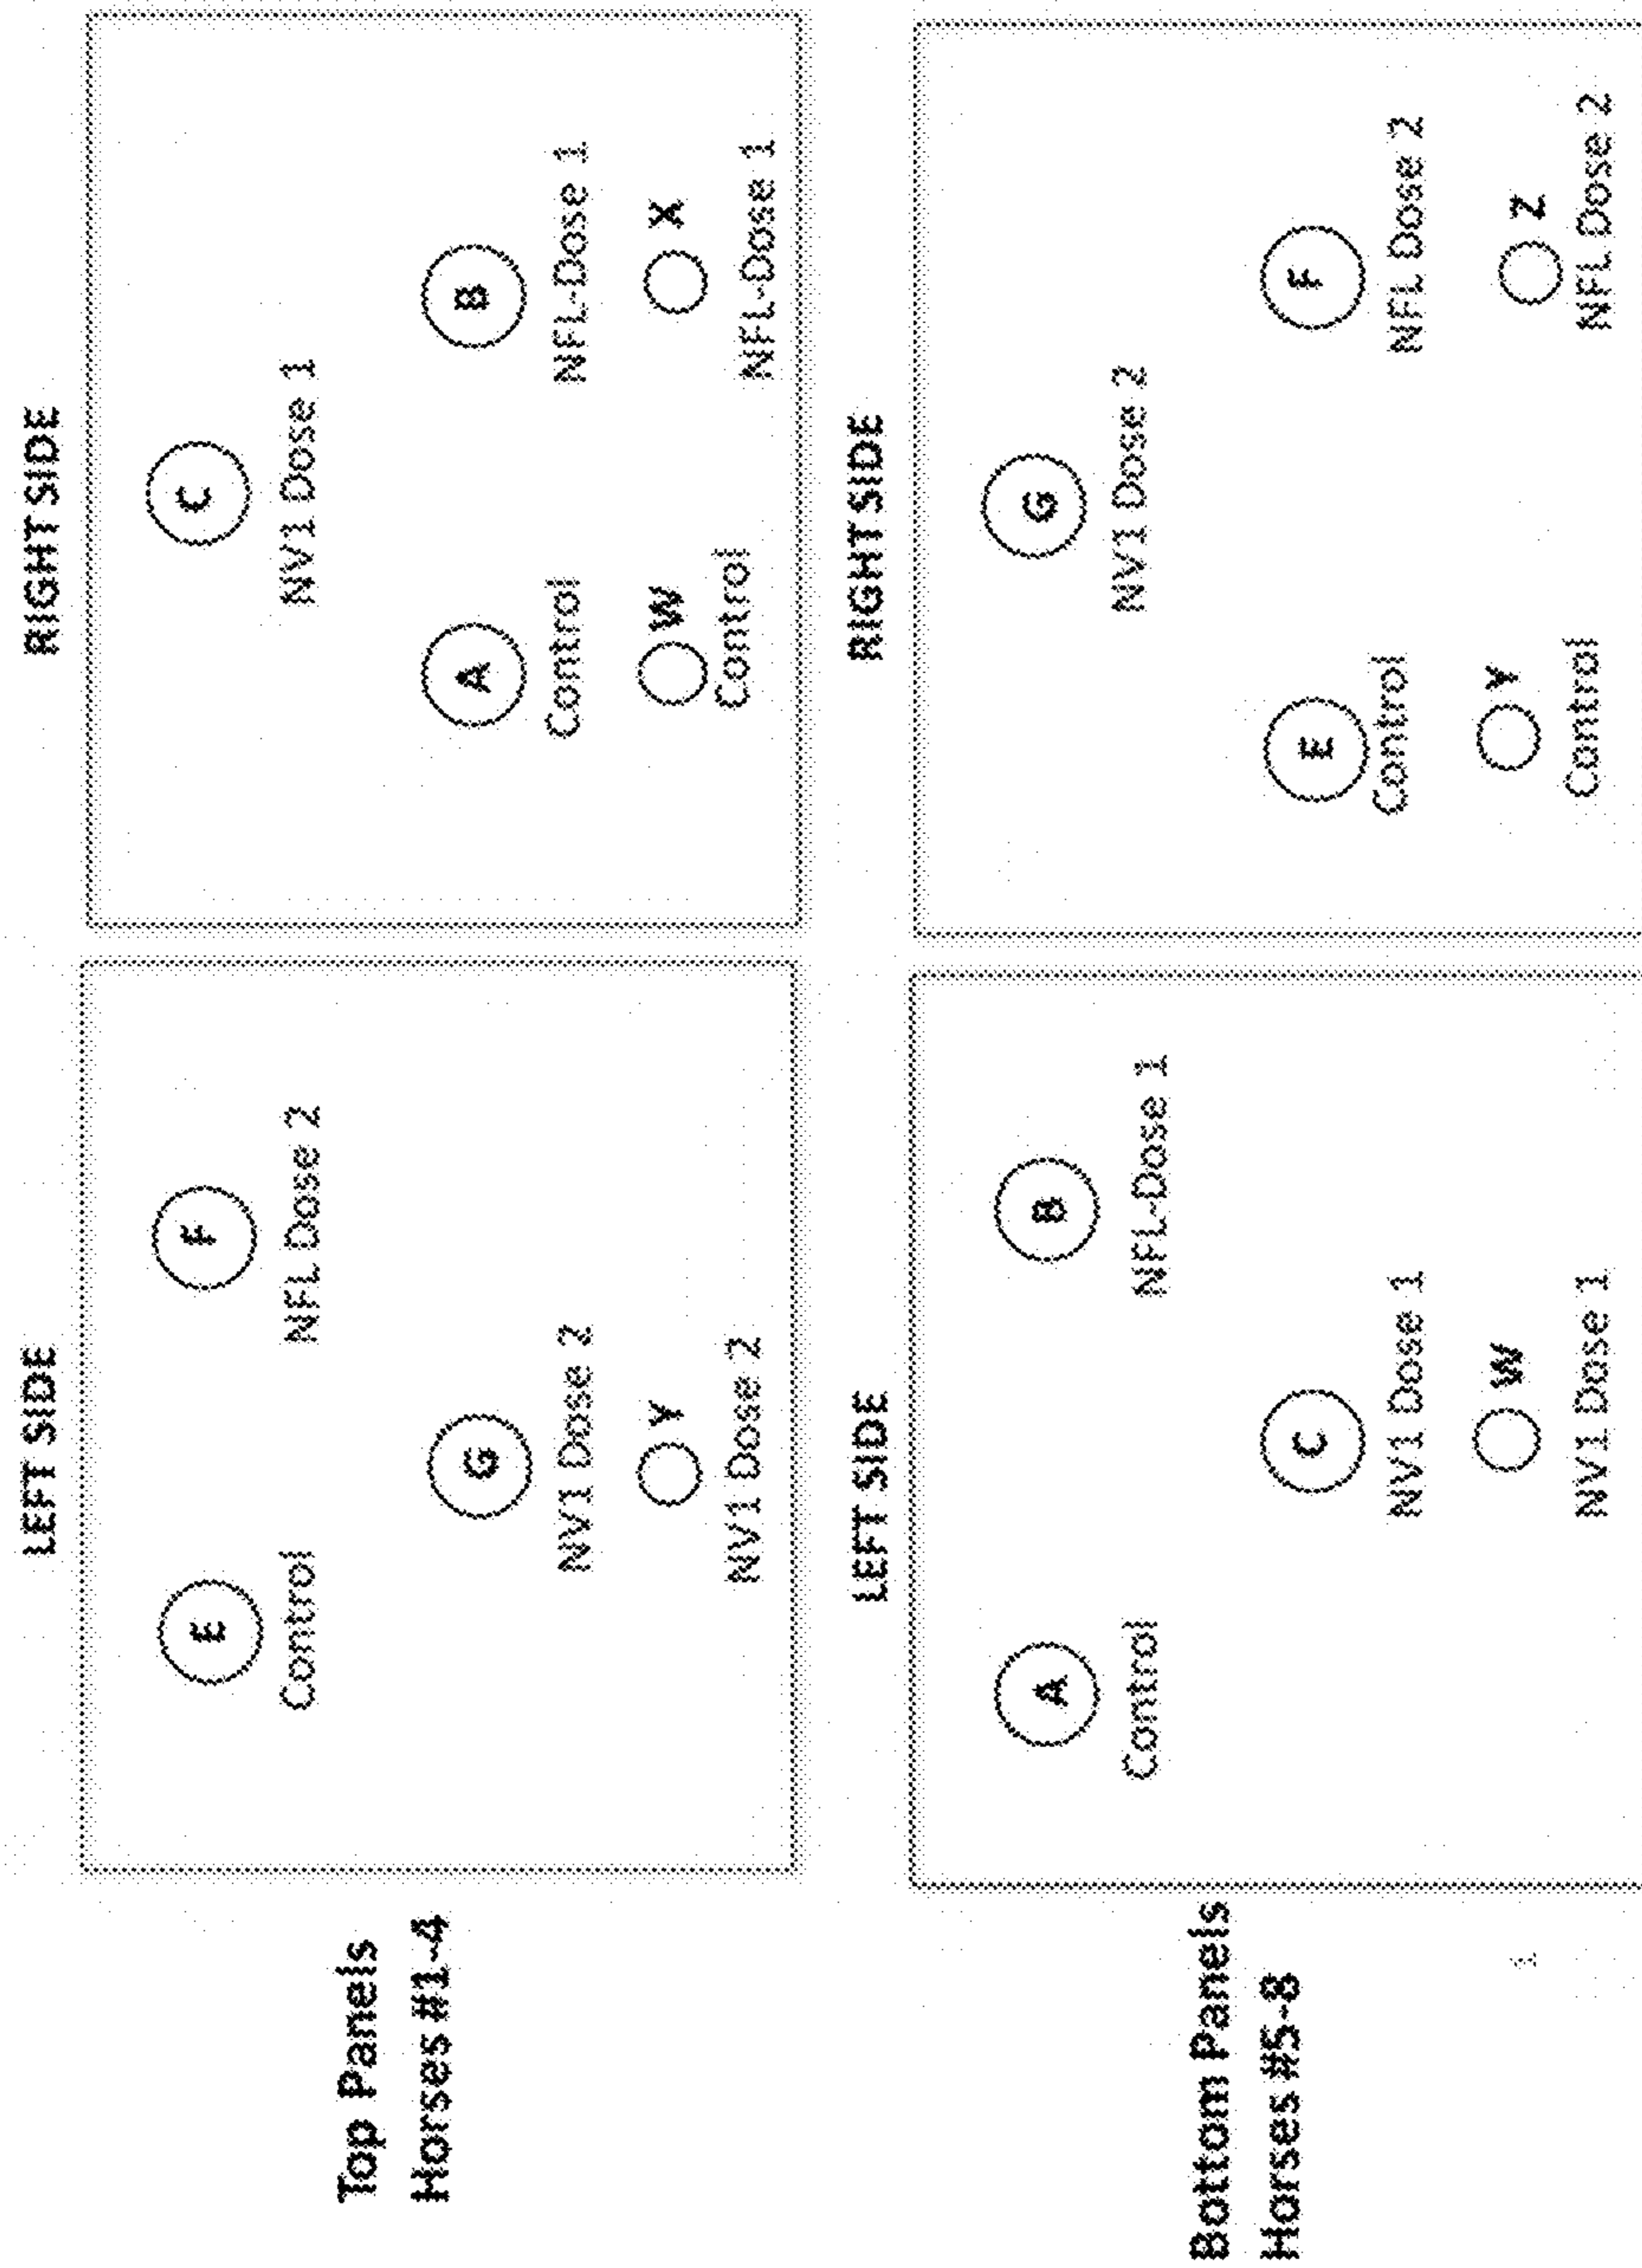 Top Panels
Horses #1-4
LEFT SIDE
E
Control
F
NFL Dose 2
G
NV1 Dose 2
Y
NV1 Dose 2
RIGHT SIDE
C
NV1 Dose 1
A
Control
B
NFL-Dose 1
W
Control
X
NFL-Dose 1
Bottom Panels
Horses #5-8
LEFT SIDE
A
Control
B
NFL-Dose 1
C
NV1 Dose 1
W
NV1 Dose 1
RIGHT SIDE
G
NV1 Dose 2
E
Control
F
NFL Dose 2
Y
Control
Z
NFL Dose 2